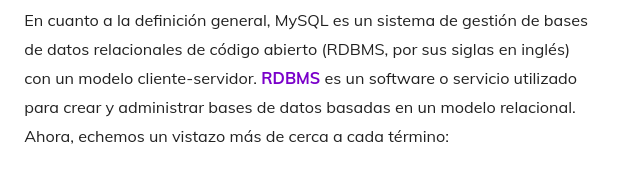 En cuanto a la definición general, MySQL es un sistema de gestión de bases
de datos relacionales de código abierto (RDBMS, por sus siglas en inglés)
con un modelo cliente-servidor. RDBMS es un software o servicio utilizado
para crear y administrar bases de datos basadas en un modelo relacional.
Ahora, echemos un vistazo más de cerca a cada término: